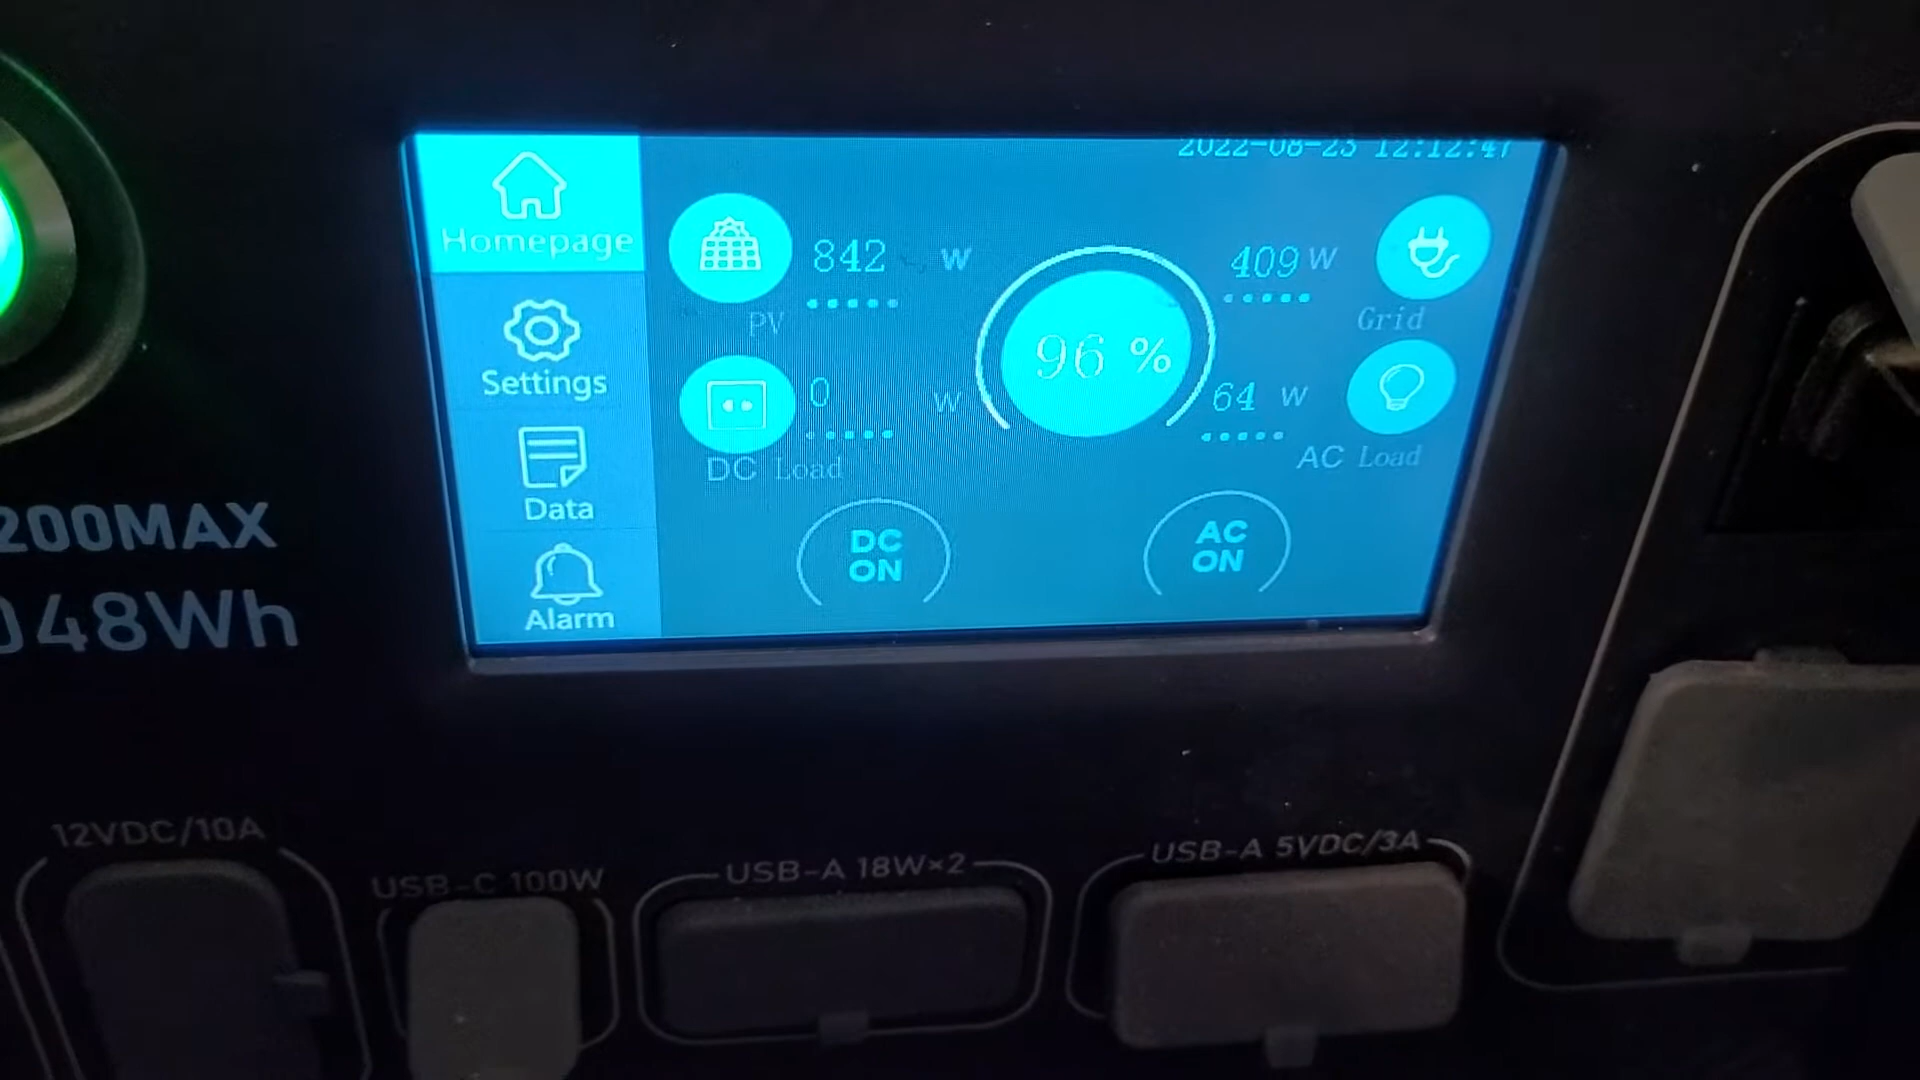 2022-08-23 12:12:47
Homepage
842 W
PV
409 W
Grid
96 %
Settings
0 W
DC Load
64 W
AC Load
Data
DC
ON
AC
ON
Alarm
200MAX
048Wh
12VDC/10A
USB-C 100W
USB-A 18W×2
USB-A 5VDC/3A